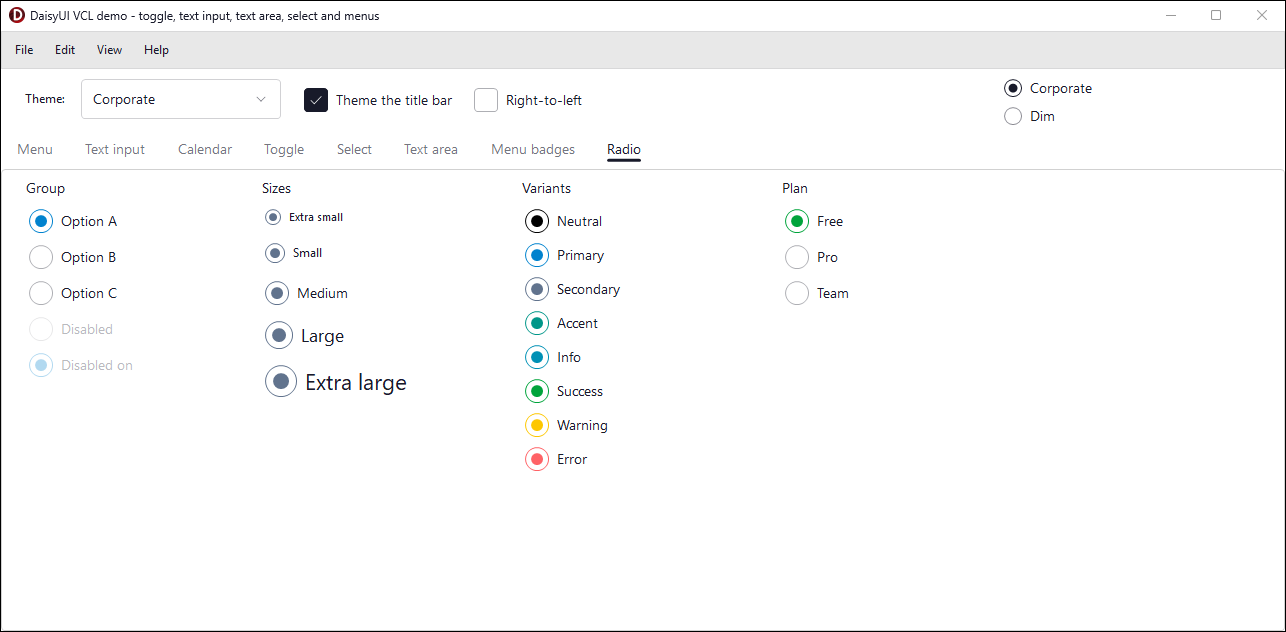 DaisyUI VCL demo - toggle, text input, text area, select and menus
File Edit View Help
Theme: Corporate Theme the title bar Right-to-left
Corporate
Dim
Menu Text input Calendar Toggle Select Text area Menu badges Radio
Group
Option A
Option B
Option C
Disabled
Disabled on
Sizes
Extra small
Small
Medium
Large
Extra large
Variants
Neutral
Primary
Secondary
Accent
Info
Success
Warning
Error
Plan
Free
Pro
Team